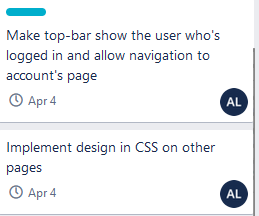 Make top-bar show the user who's
logged in and allow navigation to
account's page
Apr 4
AL
Implement design in CSS on other
pages
Apr 4
AL